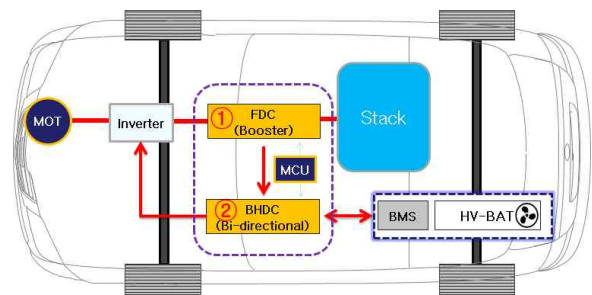 MOT
Inverter
① FDC
(Booster)
Stack
MCU
② BHDC
(Bi-directional)
BMS
HV-BAT